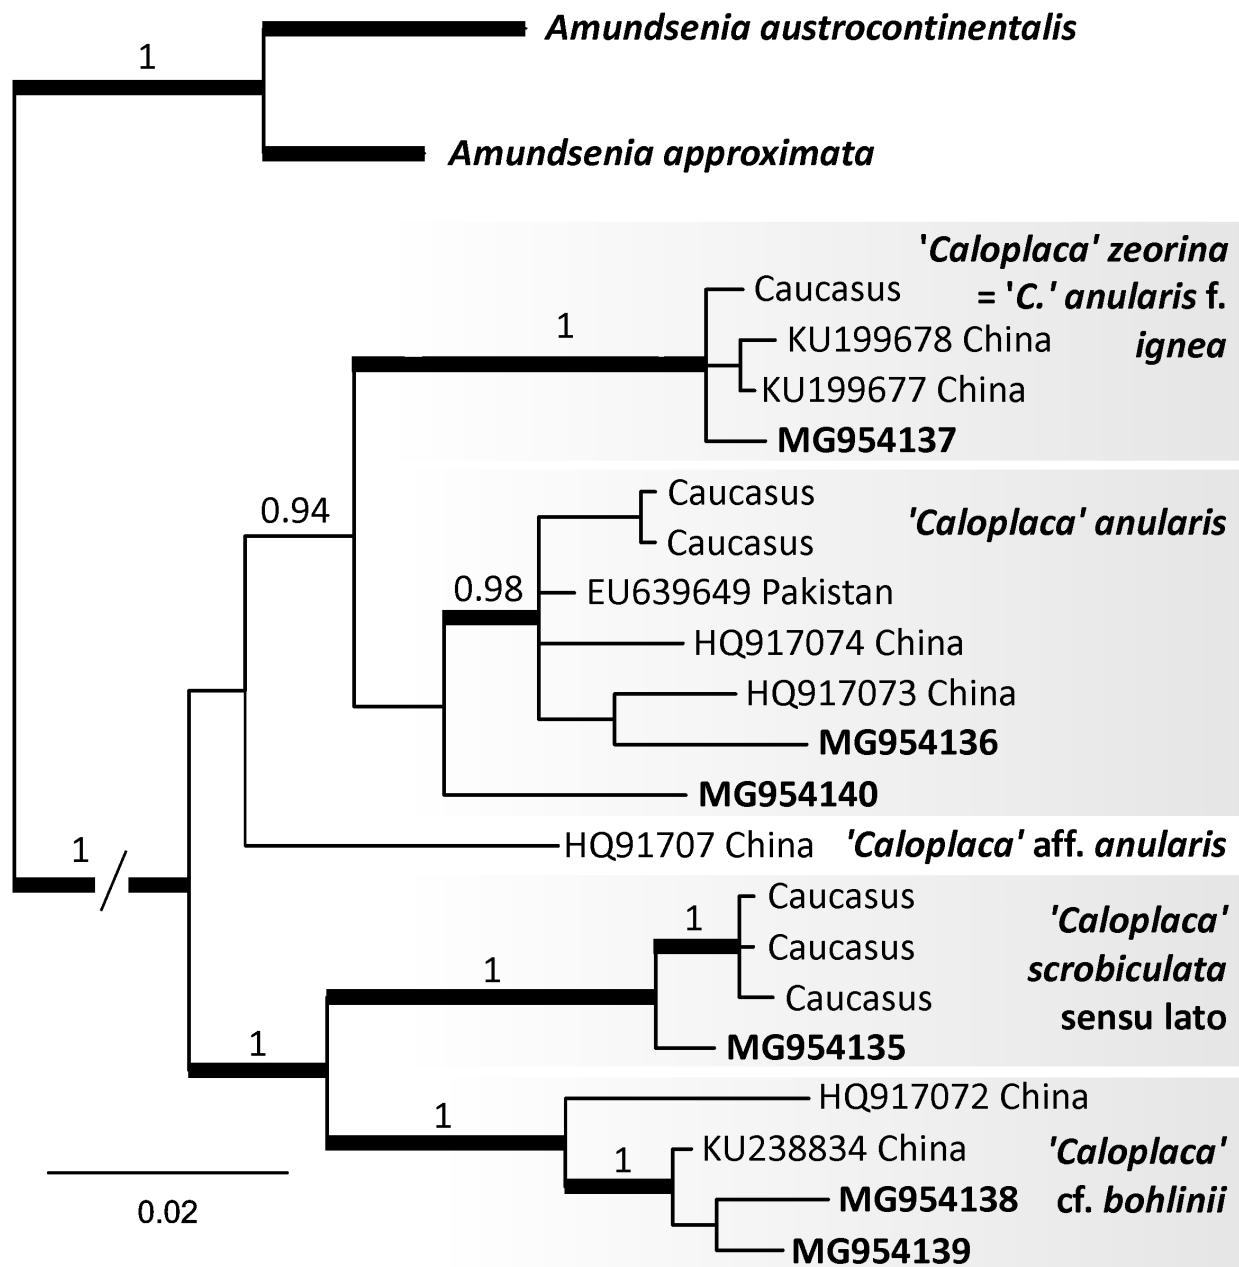 Amundsenia austrocontinentalis
1
Amundsenia approximata
'Caloplaca' zeorina
= 'C.' anularis f.
ignea
Caucasus
1
KU199678 China
KU199677 China
MG954137
Caucasus
0.94
'Caloplaca' anularis
Caucasus
0.98
EU639649 Pakistan
HQ917074 China
HQ917073 China
MG954136
MG954140
HQ91707 China 'Caloplaca' aff. anularis
1
Caucasus
1
'Caloplaca'
Caucasus
scrobiculata
1
Caucasus
sensu lato
MG954135
1
HQ917072 China
1
KU238834 China
'Caloplaca'
1
MG954138
cf. bohlinii
0.02
MG954139